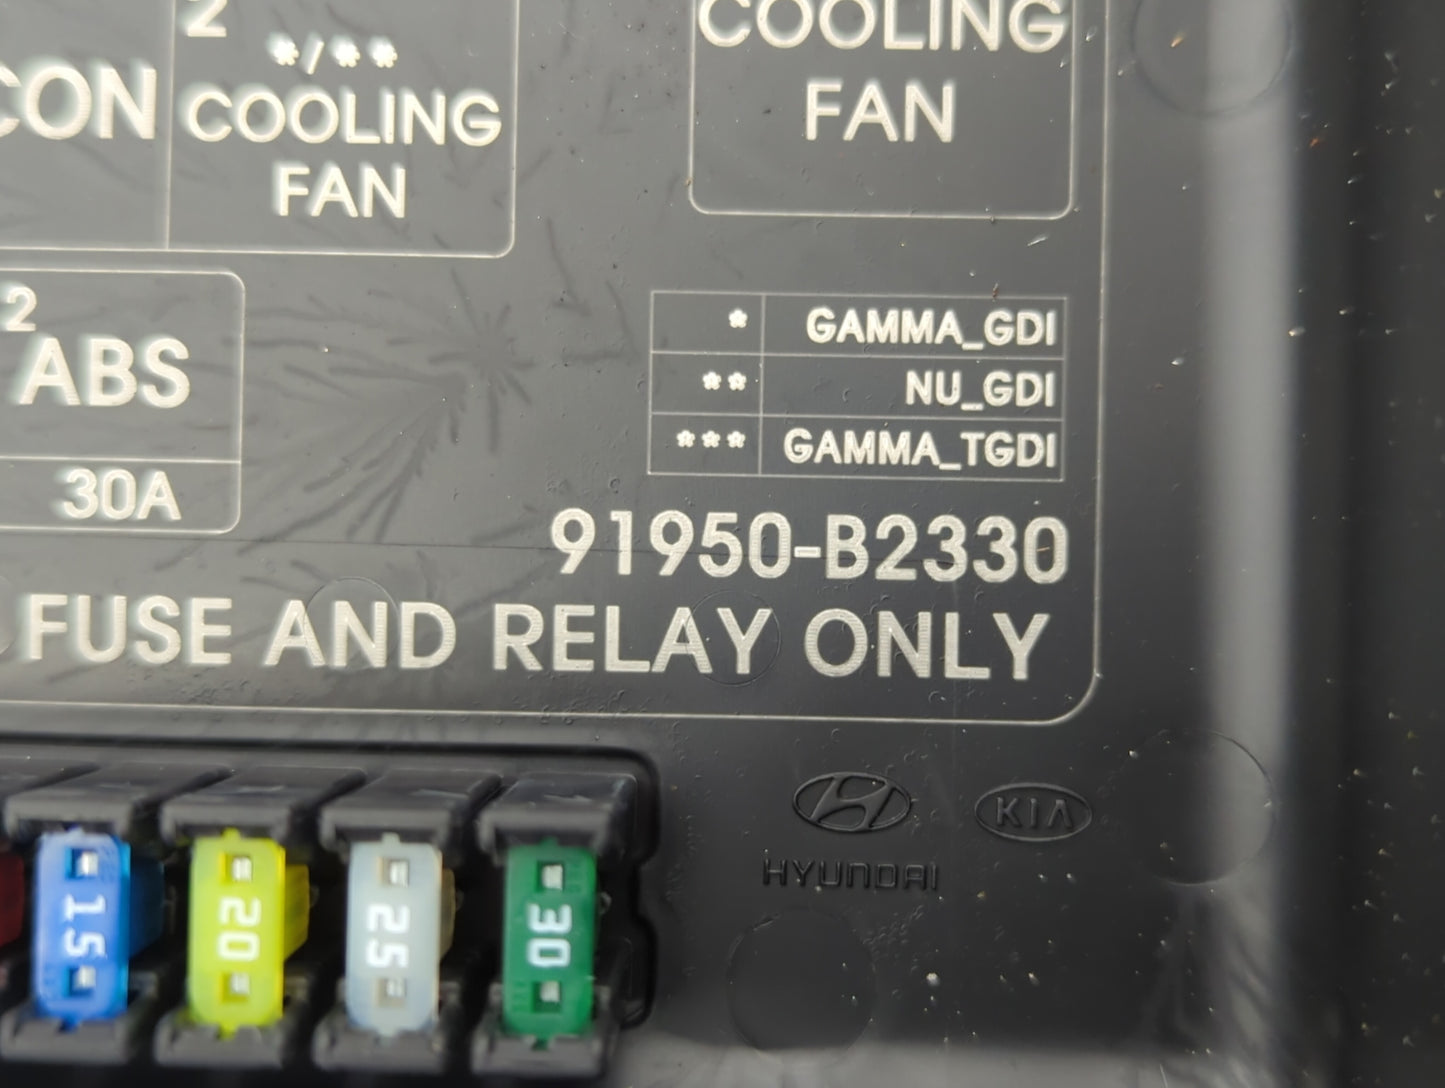 2
*/**
COOLING
FAN
COOLING
FAN
2
ABS
30A
* GAMMA_GDI
** NU_GDI
*** GAMMA_TGDI
91950-B2330
FUSE AND RELAY ONLY
HYUNDAI
KIA
15
20
25
30